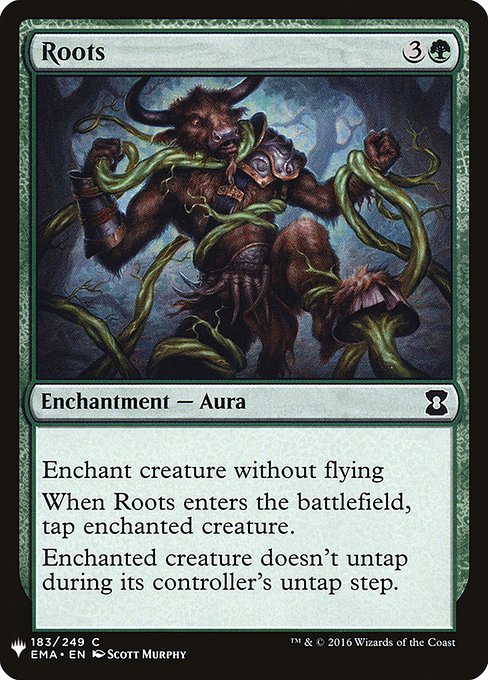 Roots 3
Enchantment — Aura
Enchant creature without flying
When Roots enters the battlefield,
tap enchanted creature.
Enchanted creature doesn't untap
during its controller's untap step.
183/249 C
EMA • EN Scott Murphy
™ & © 2016 Wizards of the Coast